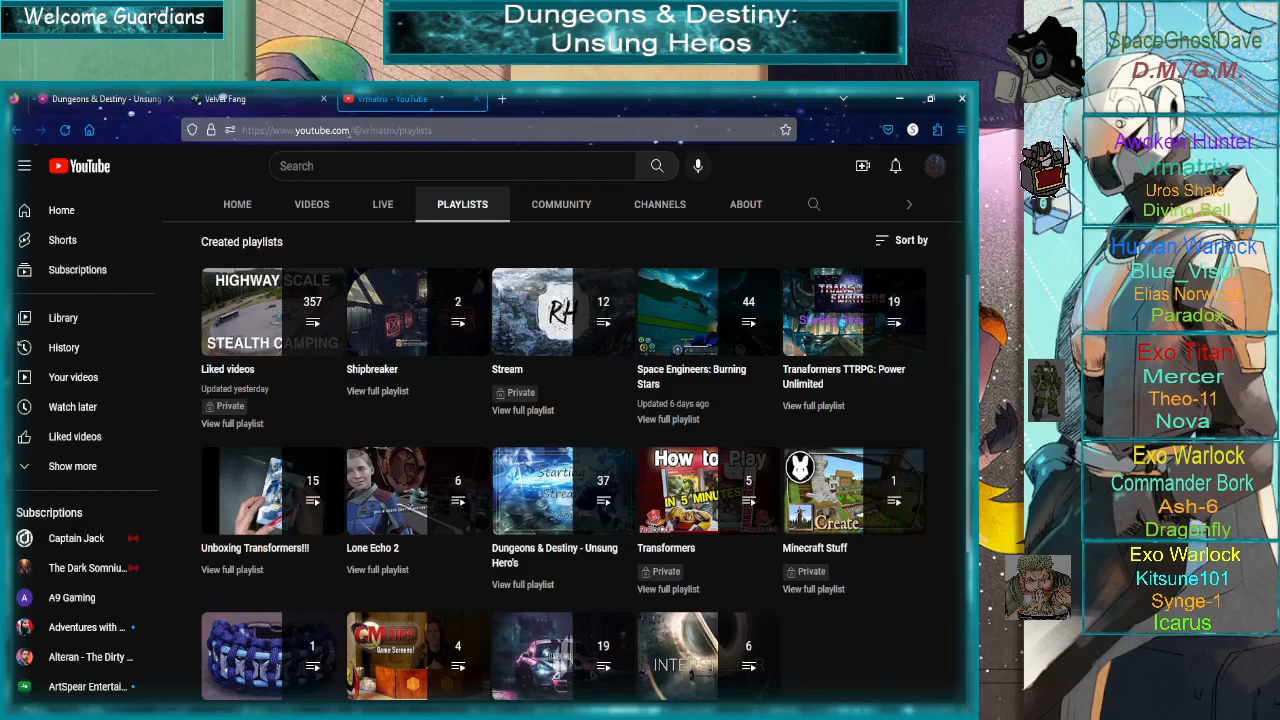 Welcome Guardians
Dungeons & Destiny:
Unsung Heros
Dungeons & Destiny - Unsung
Velvet Fang
Vrmatrix - YouTube
https://www.youtube.com/@vrmatrix/playlists
YouTube
Search
HOME
VIDEOS
LIVE
PLAYLISTS
COMMUNITY
CHANNELS
ABOUT
Home
Shorts
Subscriptions
Library
History
Your videos
Watch later
Liked videos
Show more
Subscriptions
Captain Jack
The Dark Somniu...
A9 Gaming
Adventures with ...
Alteran - The Dirty ...
ArtSpear Entertai...
Created playlists
Sort by
HIGHWAY SCALE
STEALTH CAMPING
357
Liked videos
Updated yesterday
Private
View full playlist
2
Shipbreaker
View full playlist
RH
12
Stream
Private
View full playlist
44
Space Engineers: Burning
Stars
Updated 6 days ago
View full playlist
TRANSFORMERS
19
Tranaformers TTRPG: Power
Unlimited
View full playlist
15
Unboxing Transformers!!!
View full playlist
6
Lone Echo 2
View full playlist
Starting
Stream
Soon
37
Dungeons & Destiny - Unsung
Hero's
View full playlist
How to Play
IN 5 MINUTES
5
Transformers
Private
View full playlist
Create
1
Minecraft Stuff
Private
View full playlist
1
CMTOPS
Game Screens!
4
19
INTERSTELLAR
6
SpaceGhostDave
D.M./G.M.
Awoken Hunter
Vrmatrix
Uros Shale
Diving Bell
Human Warlock
Blue_Visor
Elias Norwood
Paradox
Exo Titan
Mercer
Theo-11
Nova
Exo Warlock
Commander Bork
Ash-6
Dragonfly
Exo Warlock
Kitsune101
Synge-1
Icarus